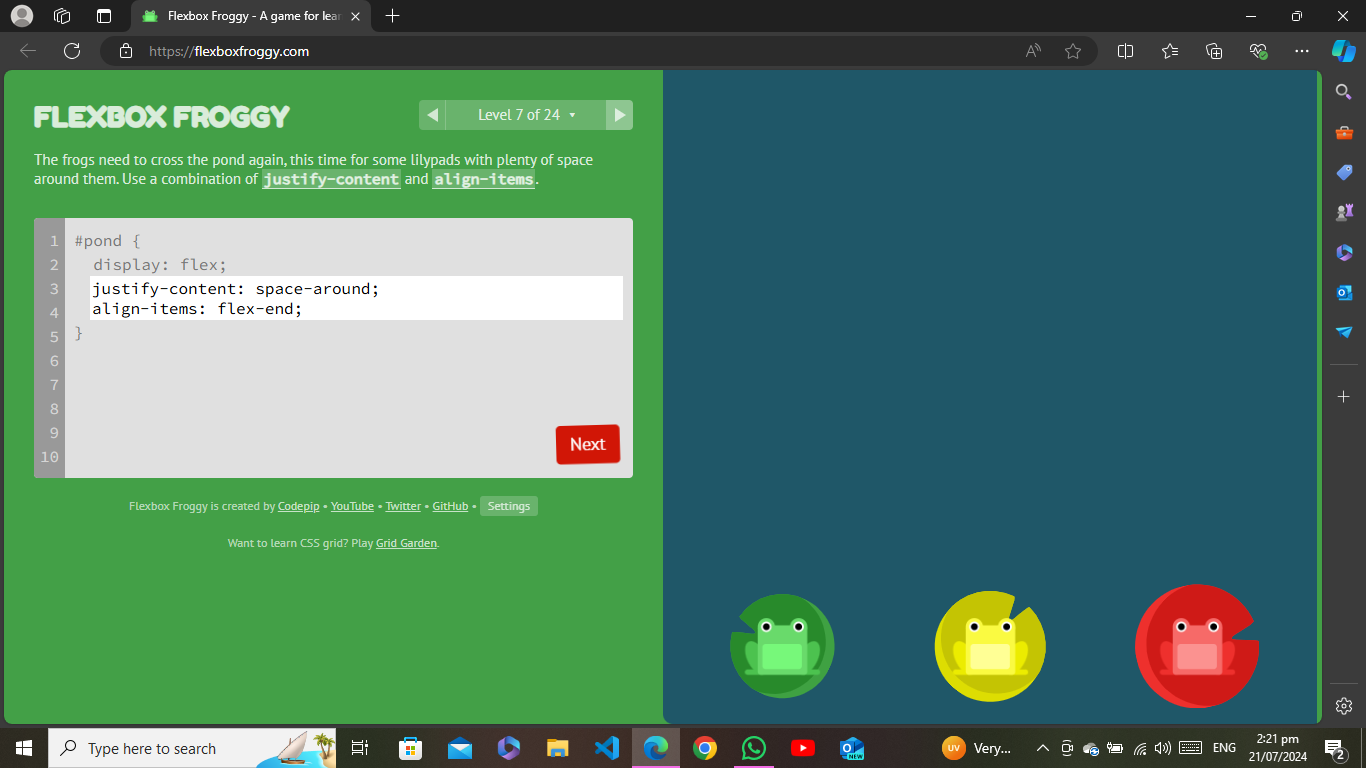 Flexbox Froggy - A game for lear
https://flexboxfroggy.com
FLEXBOX FROGGY
Level 7 of 24
The frogs need to cross the pond again, this time for some lilypads with plenty of space
around them. Use a combination of justify-content and align-items.
1 #pond {
2 display: flex;
3 justify-content: space-around;
4 align-items: flex-end;
5 }
6
7
8
9
10
Next
Flexbox Froggy is created by Codepip • YouTube • Twitter • GitHub • Settings
Want to learn CSS grid? Play Grid Garden.
Type here to search
NEW
UV
Very...
ENG
2:21 pm
21/07/2024
2